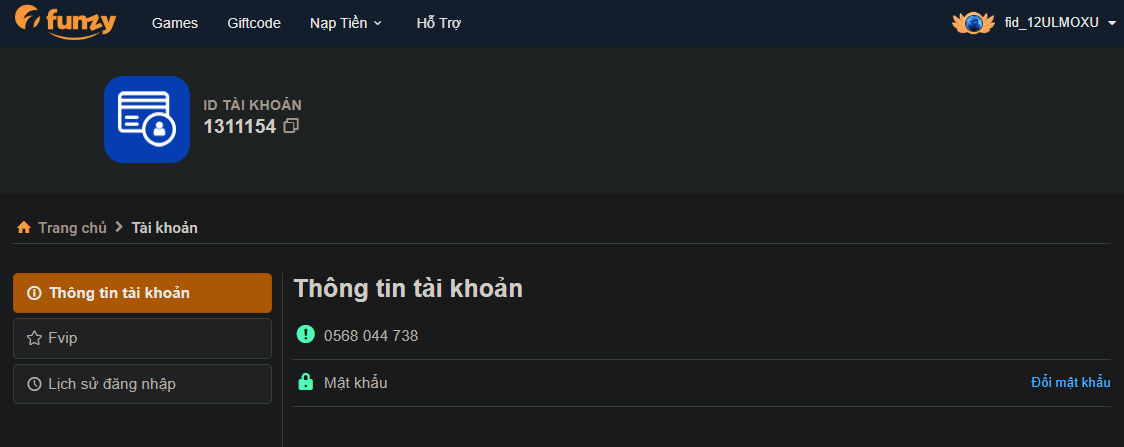 funzy Games Giftcode Nạp Tiền Hỗ Trợ fid_12ULMOXU
ID TÀI KHOẢN
1311154
Trang chủ Tài khoản
Thông tin tài khoản
Fvip
Lịch sử đăng nhập
Thông tin tài khoản
0568 044 738
Mật khẩu Đổi mật khẩu